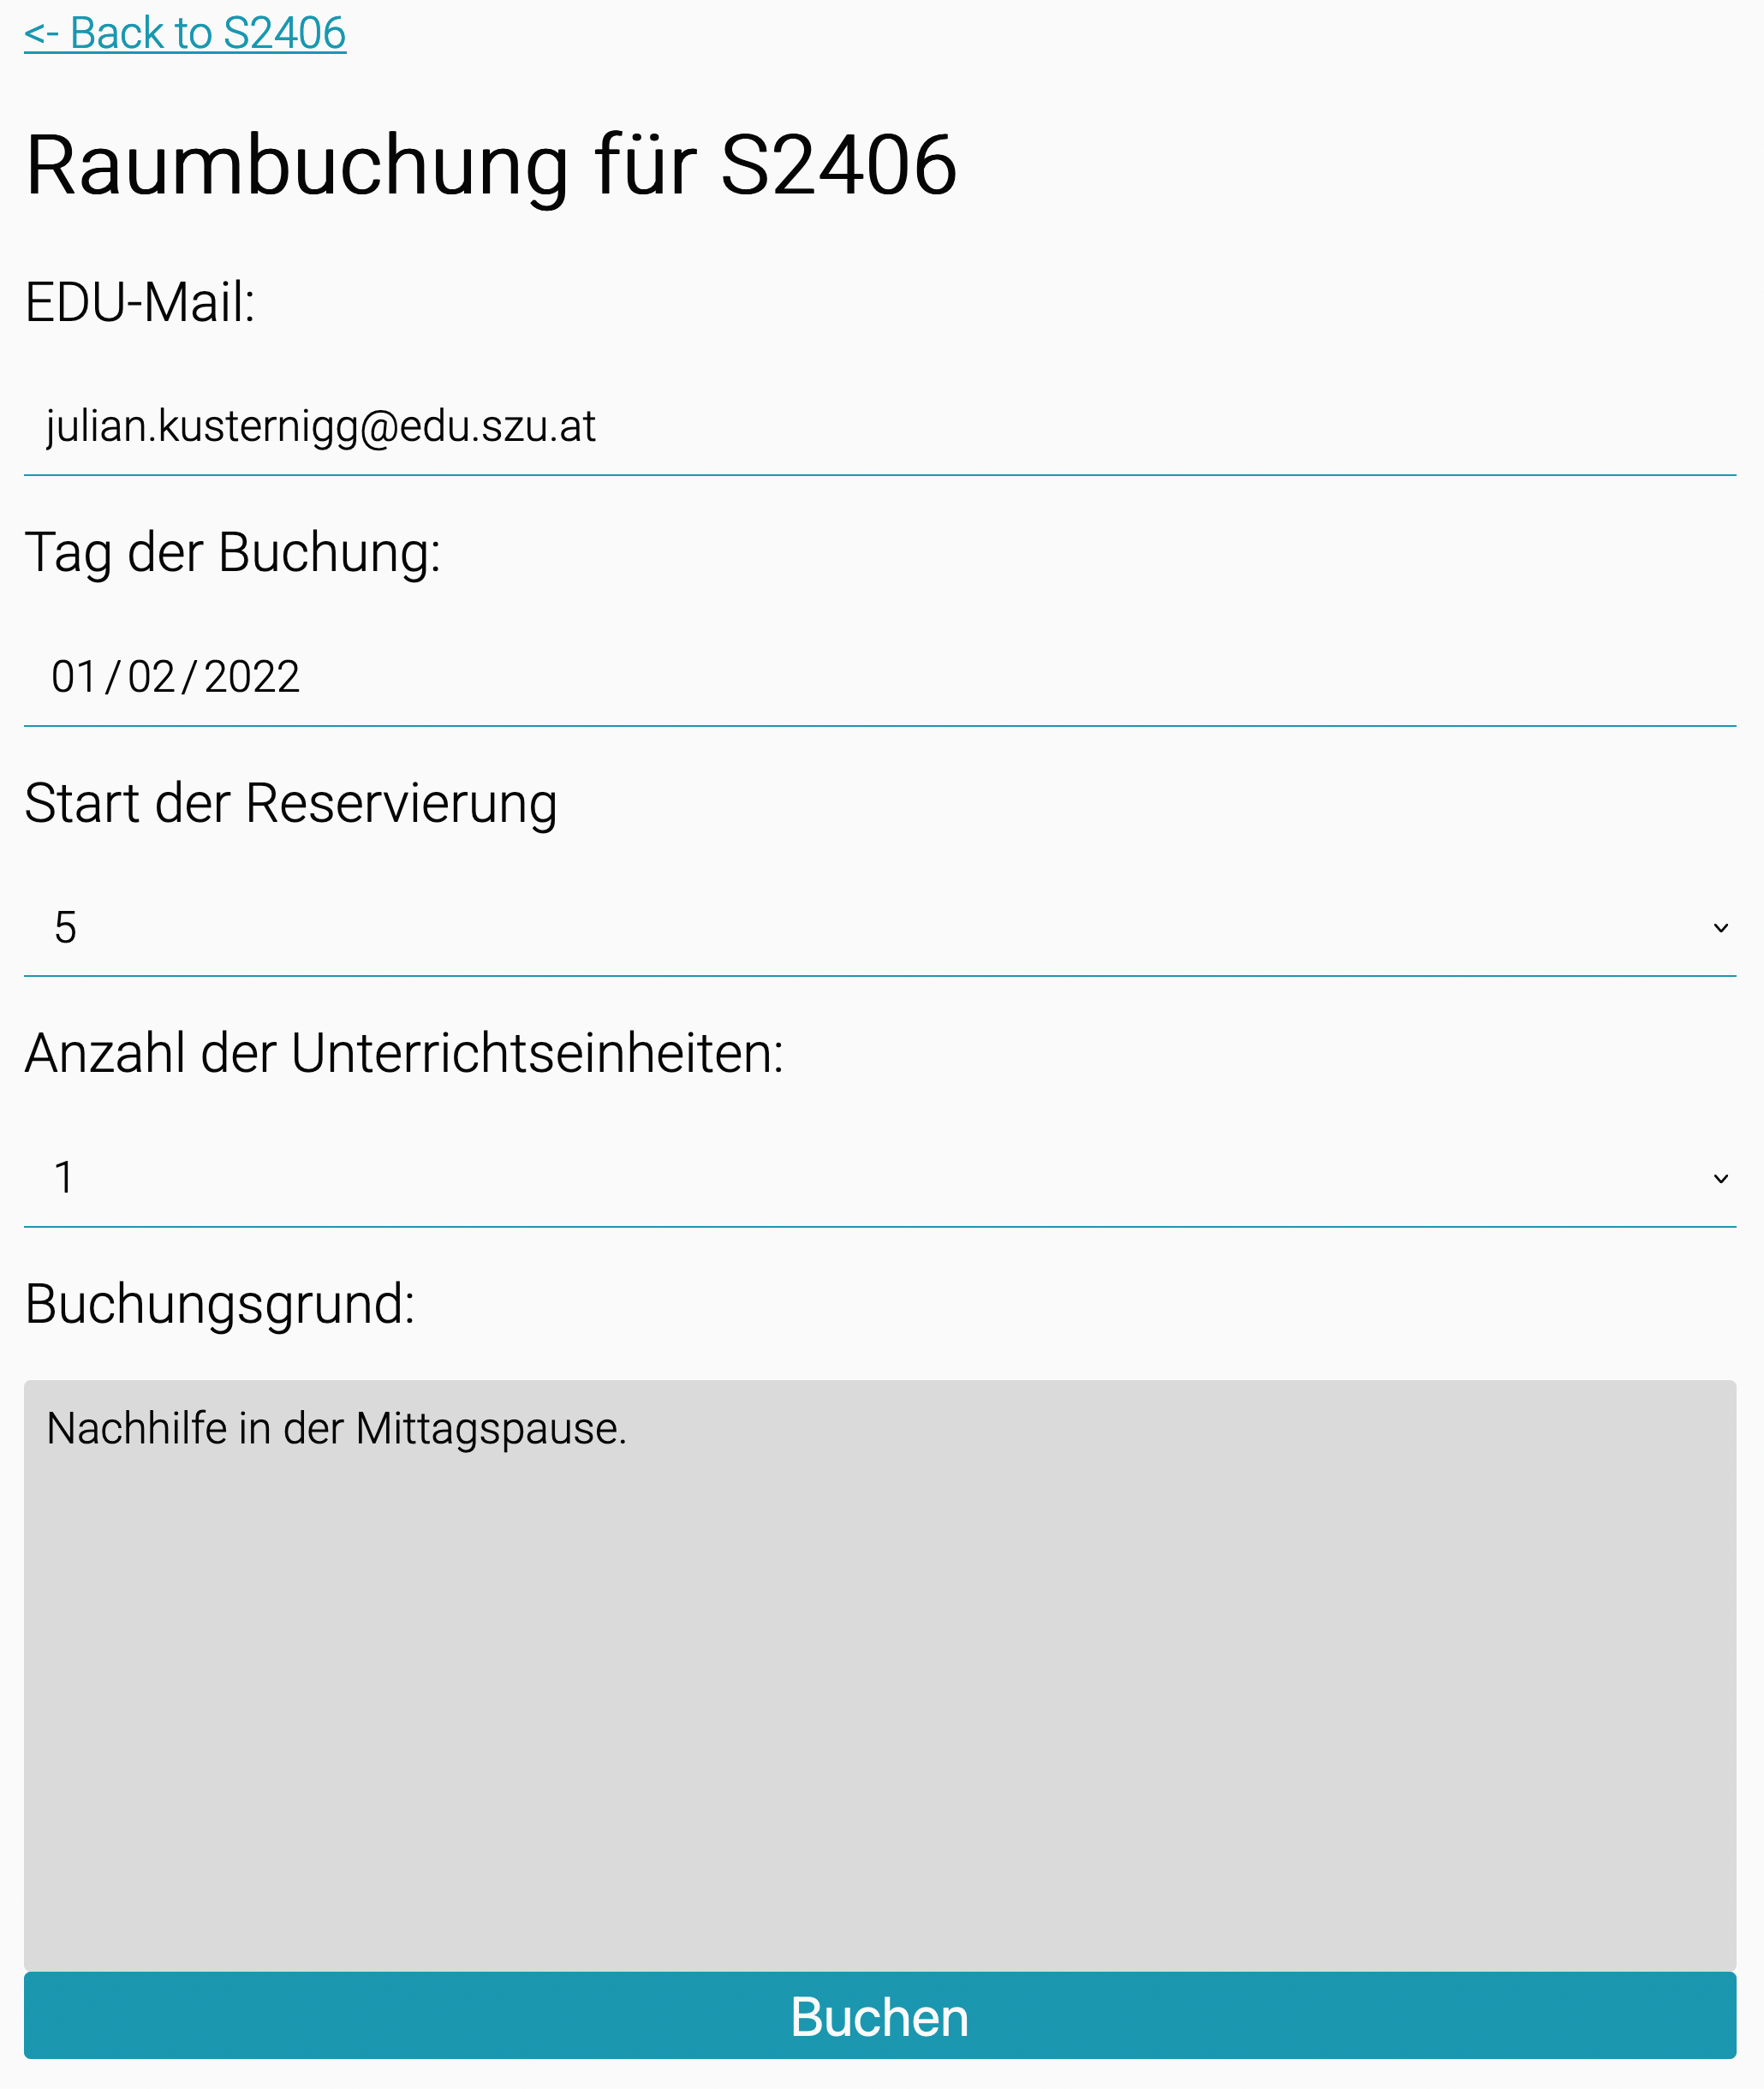 <- Back to S2406
Raumbuchung für S2406
EDU-Mail:
julian.kusternigg@edu.szu.at
Tag der Buchung:
01/02/2022
Start der Reservierung
5
Anzahl der Unterrichtseinheiten:
1
Buchungsgrund:
Nachhilfe in der Mittagspause.
Buchen